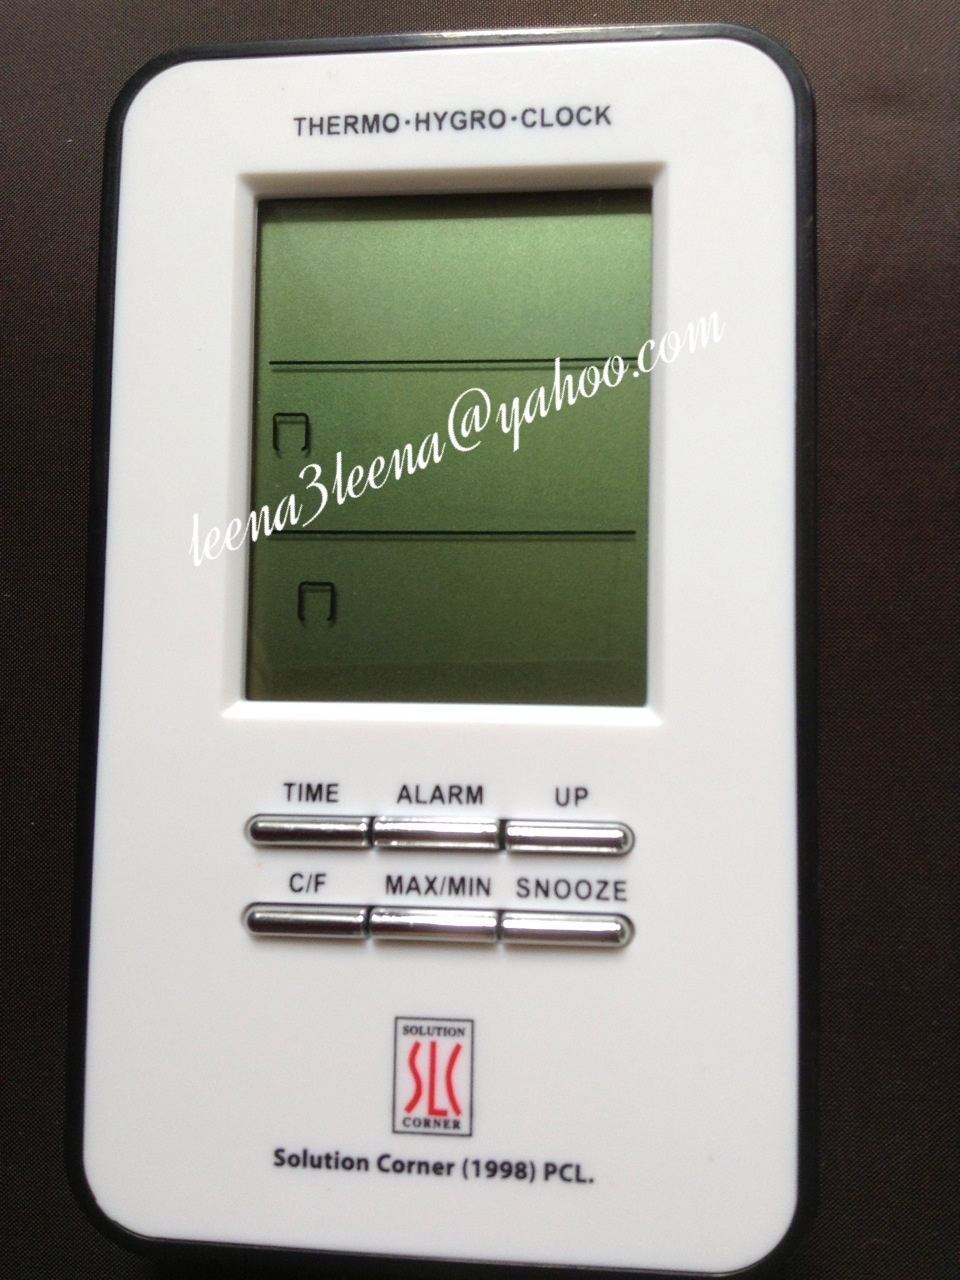 THERMO·HYGRO·CLOCK
leena3leena@yahoo.com
TIME ALARM UP
C/F MAX/MIN SNOOZE
SOLUTION
SLC
CORNER
Solution Corner (1998) PCL.